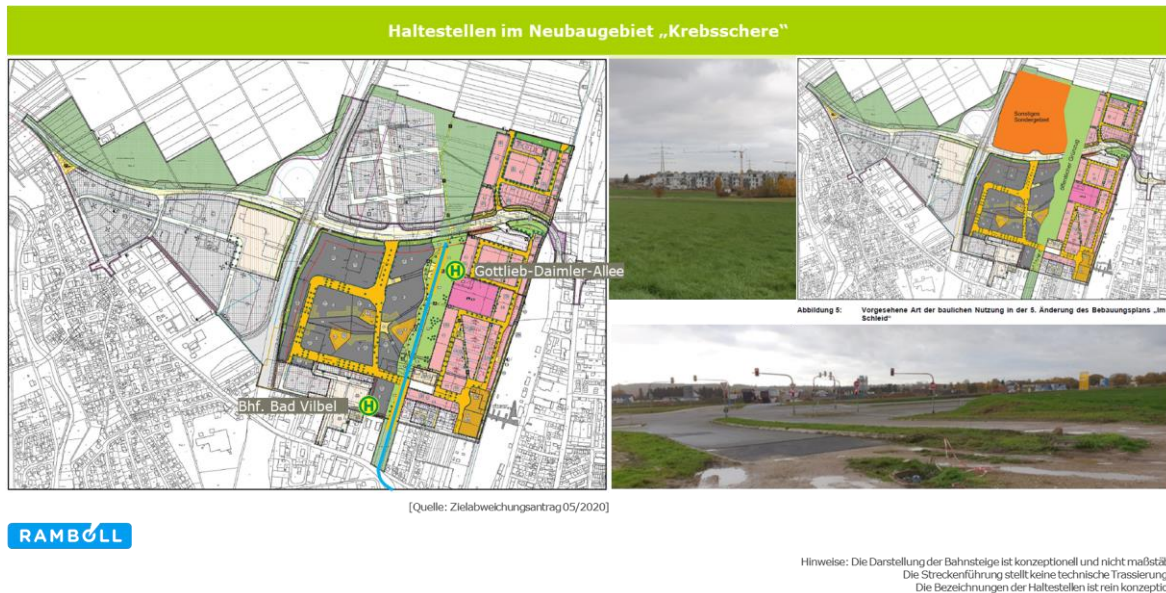 Haltestellen im Neubaugebiet „Krebsschere“
Sonstiges
Sondergebiet
Gottlieb-Daimler-Allee
Bhf. Bad Vilbel
Abbildung 5: Vorgesehene Art der baulichen Nutzung in der 5. Änderung des Bebauungsplans „Im
Schleid“
[Quelle: Zielabweichungsantrag 05/2020]
RAMBOLL
Hinweise: Die Darstellung der Bahnsteige ist konzeptionell und nicht
Die Streckenführung stellt keine technische Trassierung
Die Bezeichnungen der Haltestellen ist rein